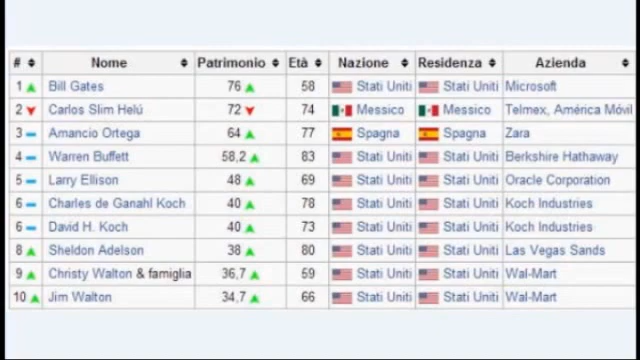 # Nome Patrimonio Età Nazione Residenza Azienda
1 Bill Gates 76 58 Stati Uniti Stati Uniti Microsoft
2 Carlos Slim Helú 72 74 Messico Messico Telmex, América Móvil
3 Amancio Ortega 64 77 Spagna Spagna Zara
4 Warren Buffett 58,2 83 Stati Uniti Stati Uniti Berkshire Hathaway
5 Larry Ellison 48 69 Stati Uniti Stati Uniti Oracle Corporation
6 Charles de Ganahl Koch 40 78 Stati Uniti Stati Uniti Koch Industries
6 David H. Koch 40 73 Stati Uniti Stati Uniti Koch Industries
8 Sheldon Adelson 38 80 Stati Uniti Stati Uniti Las Vegas Sands
9 Christy Walton & famiglia 36,7 59 Stati Uniti Stati Uniti Wal-Mart
10 Jim Walton 34,7 66 Stati Uniti Stati Uniti Wal-Mart